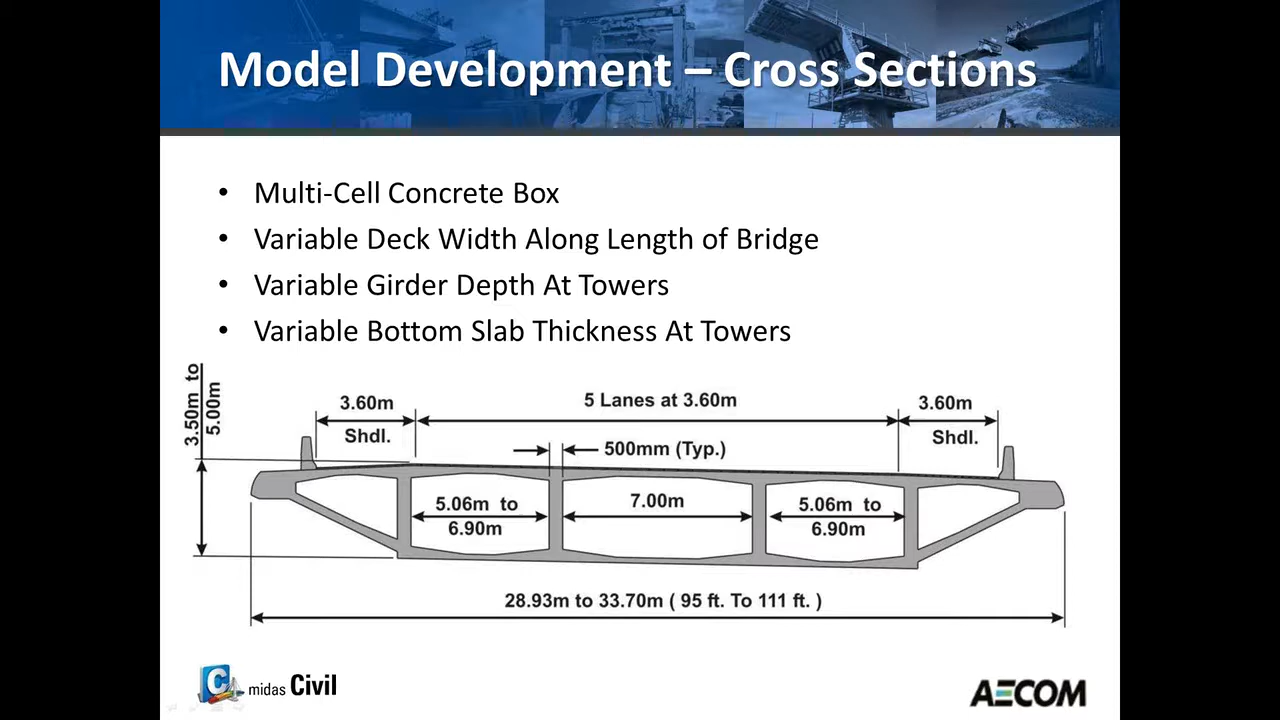 Model Development – Cross Sections
• Multi-Cell Concrete Box
• Variable Deck Width Along Length of Bridge
• Variable Girder Depth At Towers
• Variable Bottom Slab Thickness At Towers
3.50m to
5.00m
3.60m
Shdl.
5 Lanes at 3.60m
3.60m
Shdl.
500mm (Typ.)
5.06m to
6.90m
7.00m
5.06m to
6.90m
28.93m to 33.70m ( 95 ft. To 111 ft. )
C
midas Civil
AECOM